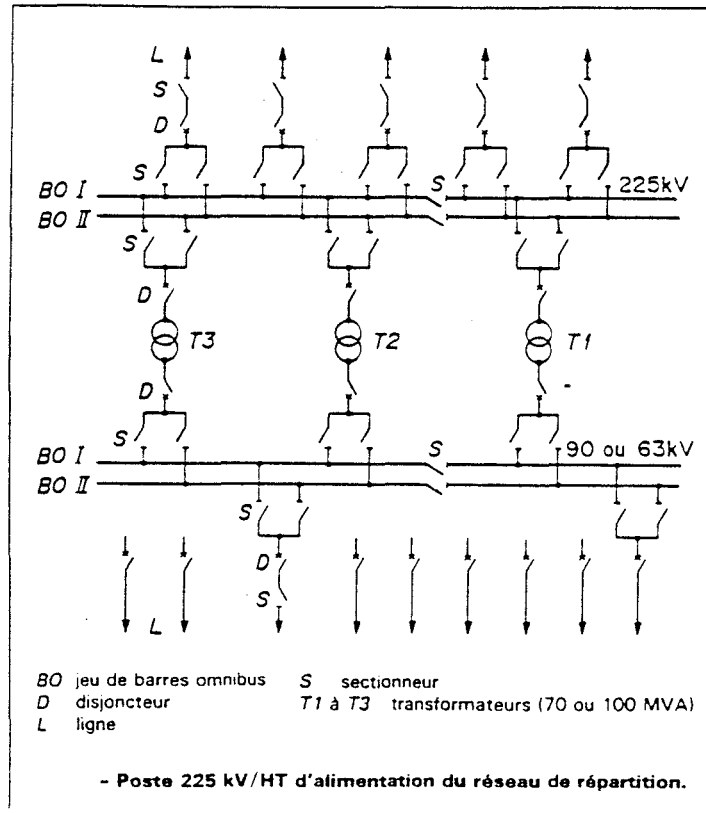 L
S
D
S
S
BO I
225kV
BO II
S
D
T3
T2
T1
D
S
S
BO I
90 ou 63kV
BO II
S
D
S
L
BO jeu de barres omnibus
S sectionneur
D disjoncteur
T1 à T3 transformateurs (70 ou 100 MVA)
L ligne
- Poste 225 kV/HT d'alimentation du réseau de répartition.